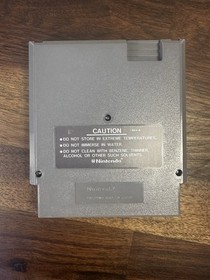 CAUTION
●DO NOT STORE IN EXTREME TEMPERATURES.
●DO NOT IMMERSE IN WATER.
●DO NOT CLEAN WITH BENZENE, THINNER,
ALCOHOL OR OTHER SUCH SOLVENTS.
Nintendo
Nintendo